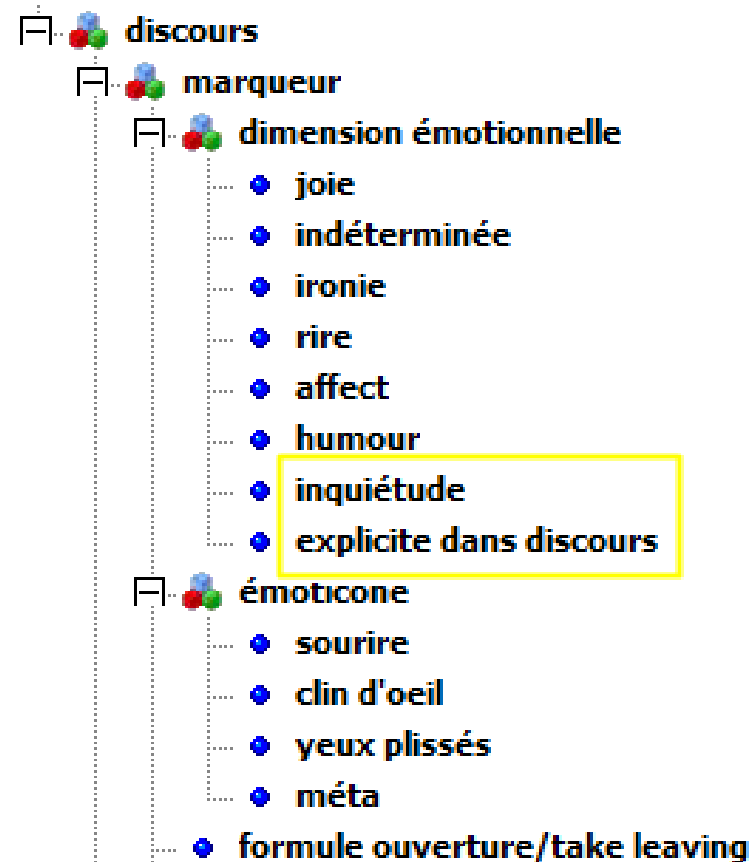 discours
marqueur
dimension émotionnelle
joie
indéterminée
ironie
rire
affect
humour
inquiétude
explicite dans discours
émoticone
sourire
clin d'oeil
yeux plissés
méta
formule ouverture/take leaving